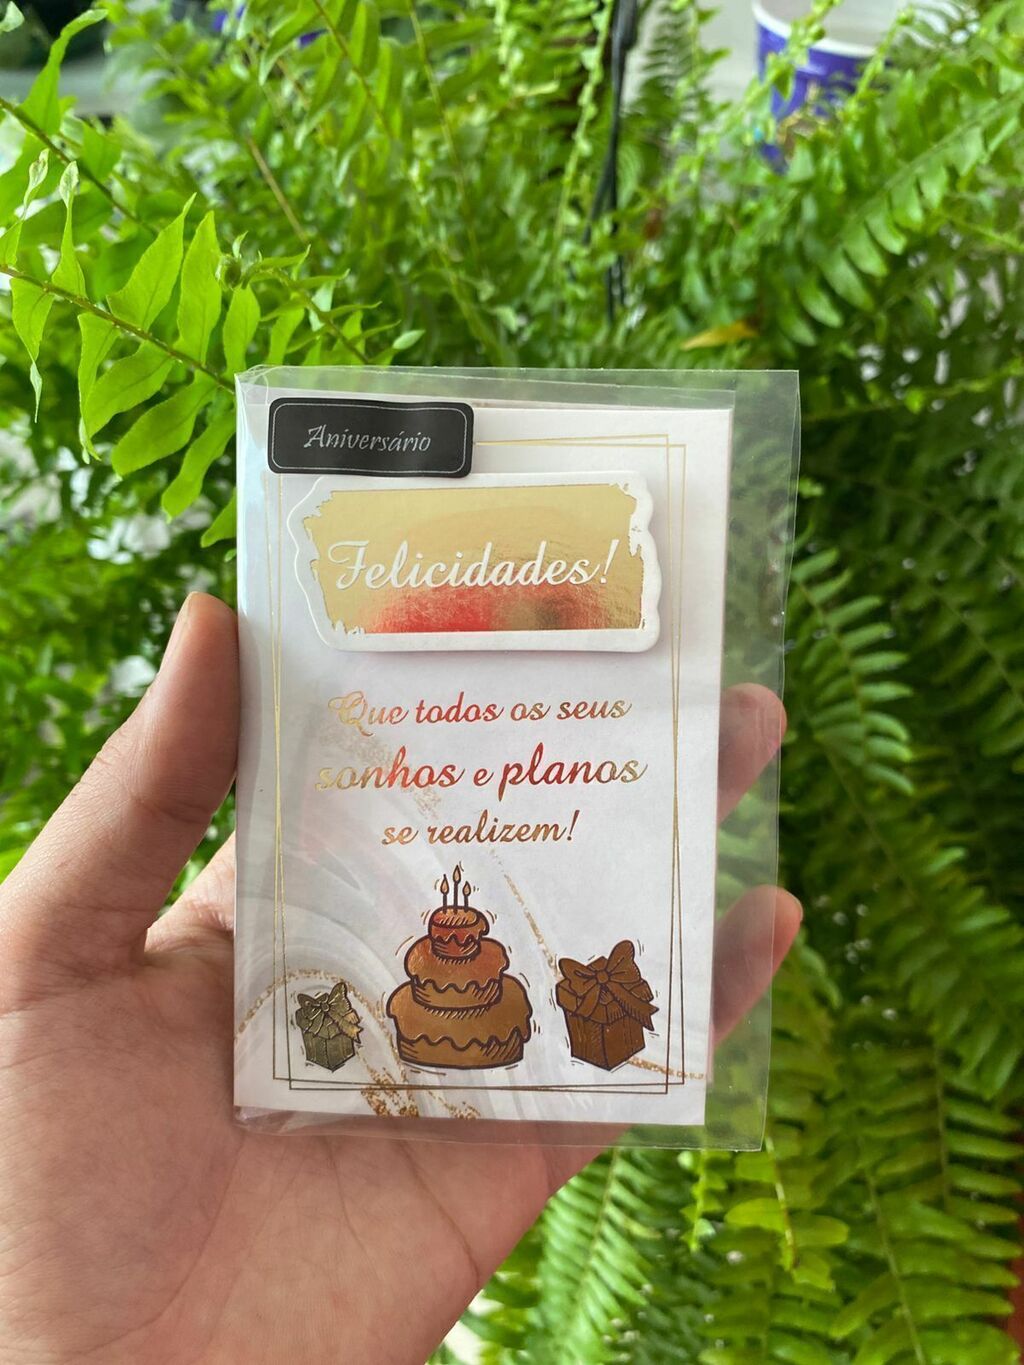 Aniversário
Felicidades!
Que todos os seus
sonhos e planos
se realizem!